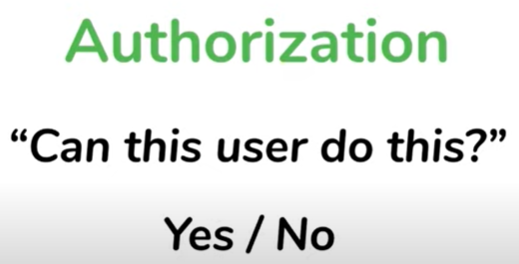 Authorization
“Can this user do this?”
Yes / No